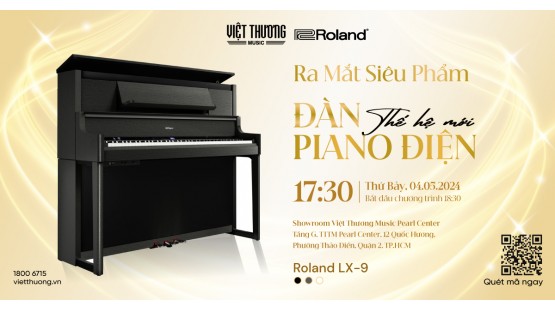 VIỆT THƯƠNG
MUSIC
Roland
Ra Mắt Siêu Phẩm
ĐÀN Thế hệ mới
PIANO ĐIỆN
17:30 Thứ Bảy, 04.05.2024
Bắt đầu chương trình 18:30
Showroom Việt Thương Music Pearl Center
Tầng G, TTTM Pearl Center, 12 Quốc Hương,
Phường Thảo Điền, Quận 2, TP.HCM
Roland LX-9
1800 6715
vietthuong.vn
Quét mã ngay